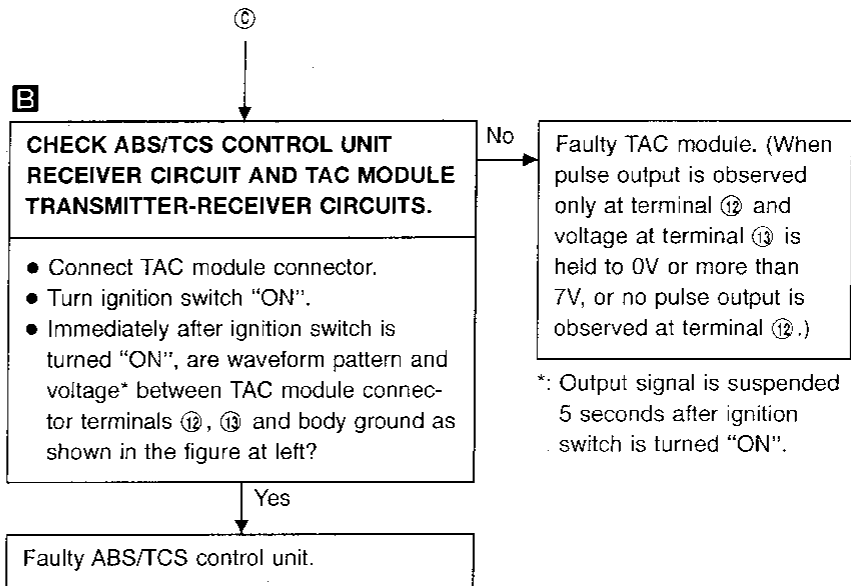 Ⓒ
B
CHECK ABS/TCS CONTROL UNIT
RECEIVER CIRCUIT AND TAC MODULE
TRANSMITTER-RECEIVER CIRCUITS.
● Connect TAC module connector.
● Turn ignition switch “ON”.
● Immediately after ignition switch is
turned “ON”, are waveform pattern and
voltage* between TAC module connec-
tor terminals ⑫, ⑬ and body ground as
shown in the figure at left?
No
Faulty TAC module. (When
pulse output is observed
only at terminal ⑫ and
voltage at terminal ⑬ is
held to 0V or more than
7V, or no pulse output is
observed at terminal ⑫.)
*: Output signal is suspended
5 seconds after ignition
switch is turned “ON”.
Yes
Faulty ABS/TCS control unit.